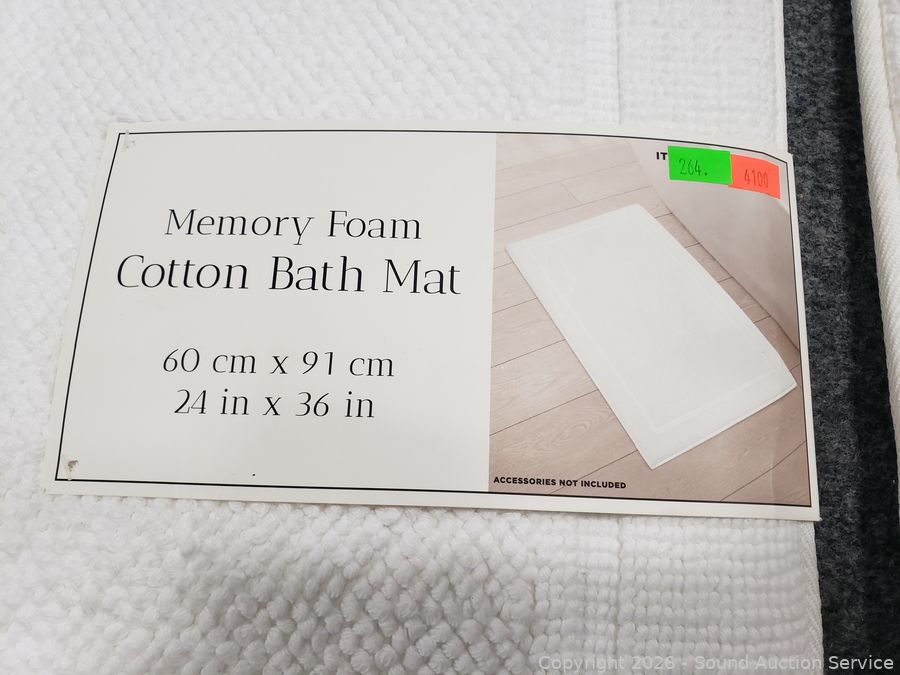 Memory Foam
Cotton Bath Mat
60 cm x 91 cm
24 in x 36 in
IT
264.
4100
ACCESSORIES NOT INCLUDED
Copyright 2026 - Sound Auction Service